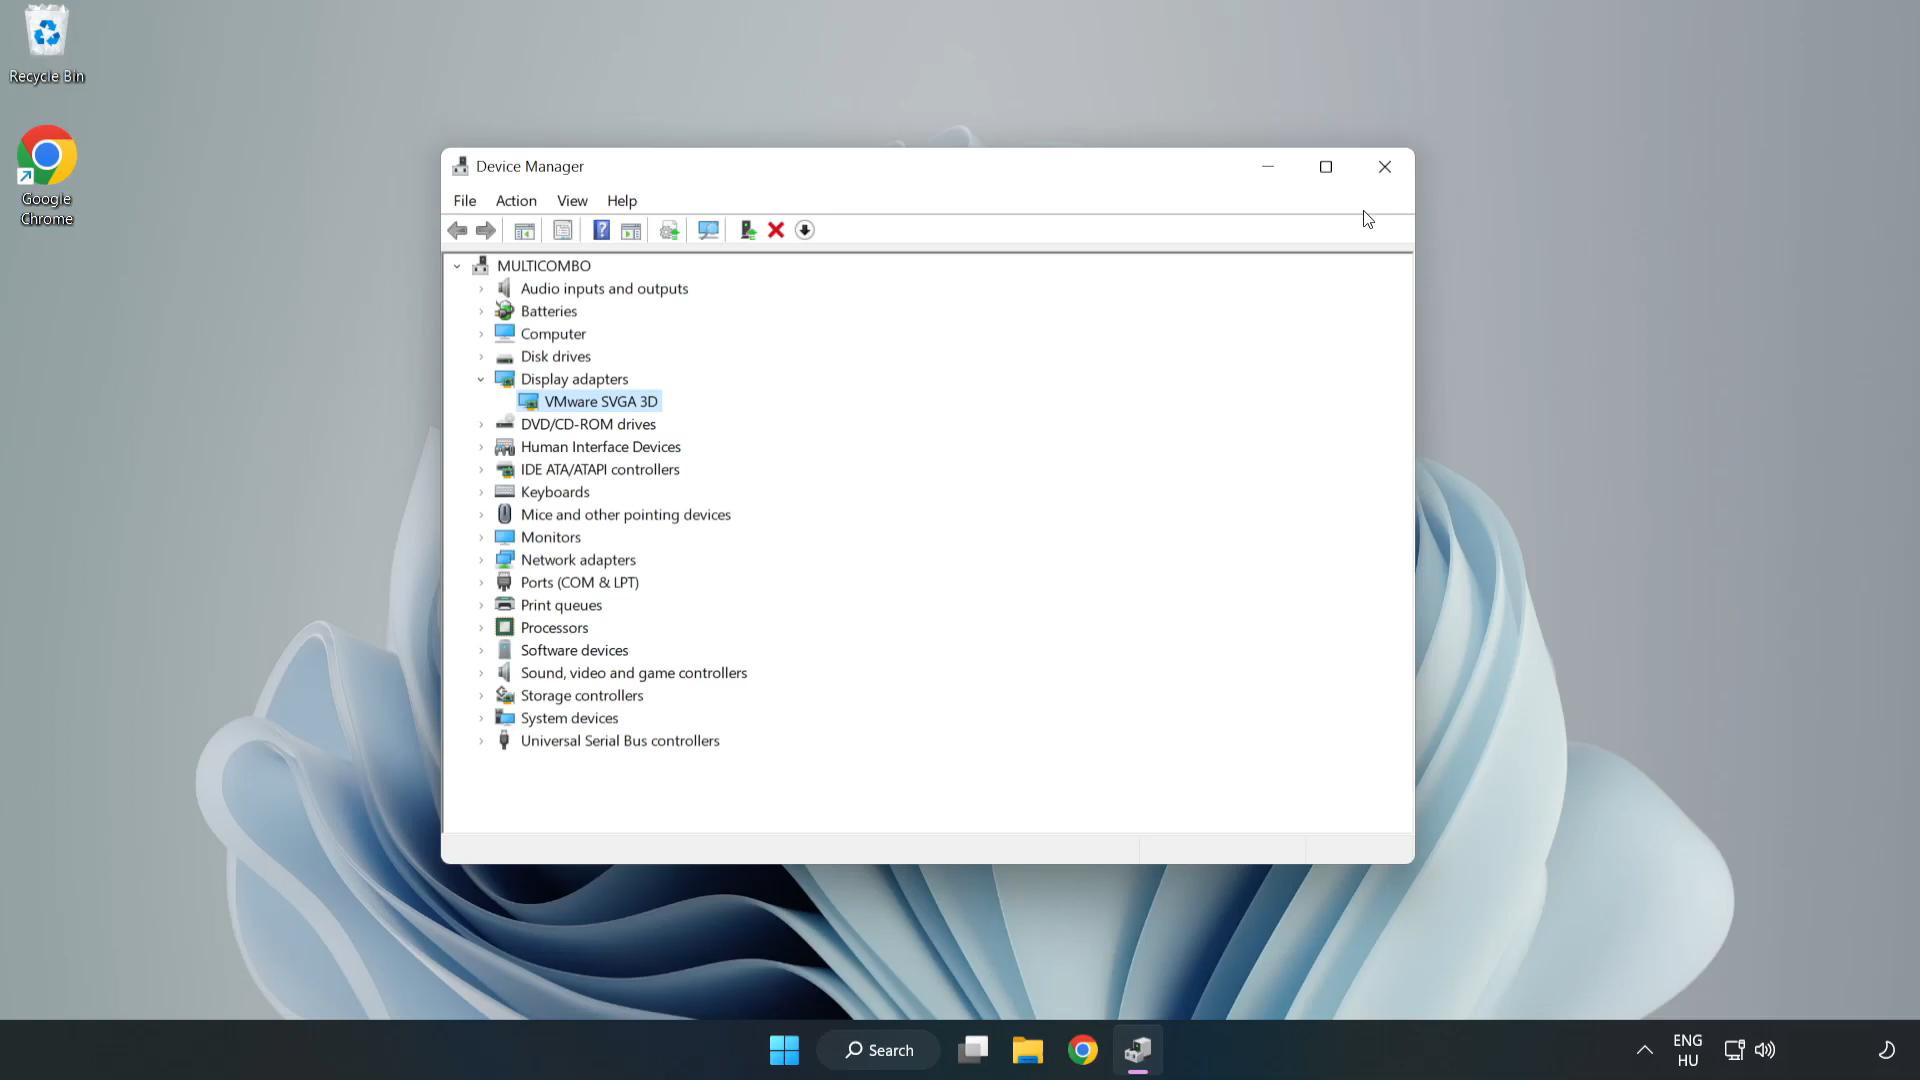 Recycle Bin
Google
Chrome
Device Manager
File Action View Help
MULTICOMBO
Audio inputs and outputs
Batteries
Computer
Disk drives
Display adapters
VMware SVGA 3D
DVD/CD-ROM drives
Human Interface Devices
IDE ATA/ATAPI controllers
Keyboards
Mice and other pointing devices
Monitors
Network adapters
Ports (COM & LPT)
Print queues
Processors
Software devices
Sound, video and game controllers
Storage controllers
System devices
Universal Serial Bus controllers
Search
ENG
HU